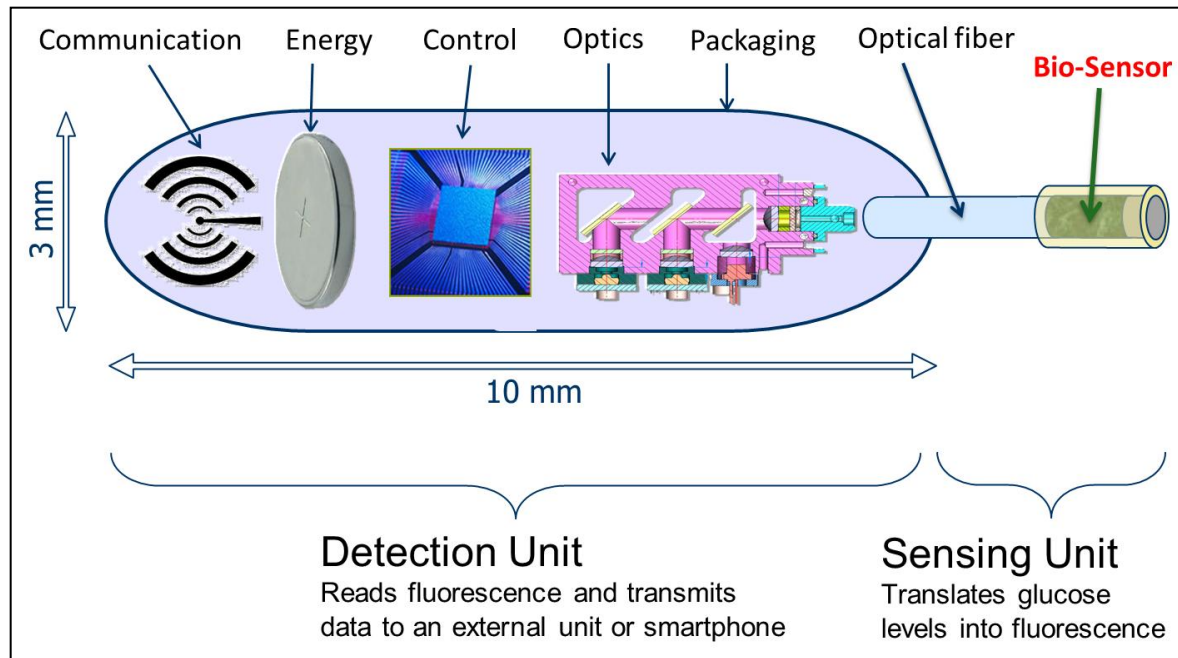 Communication
Energy
Control
Optics
Packaging
Optical fiber
Bio-Sensor
3 mm
10 mm
Detection Unit
Reads fluorescence and transmits
data to an external unit or smartphone
Sensing Unit
Translates glucose
levels into fluorescence